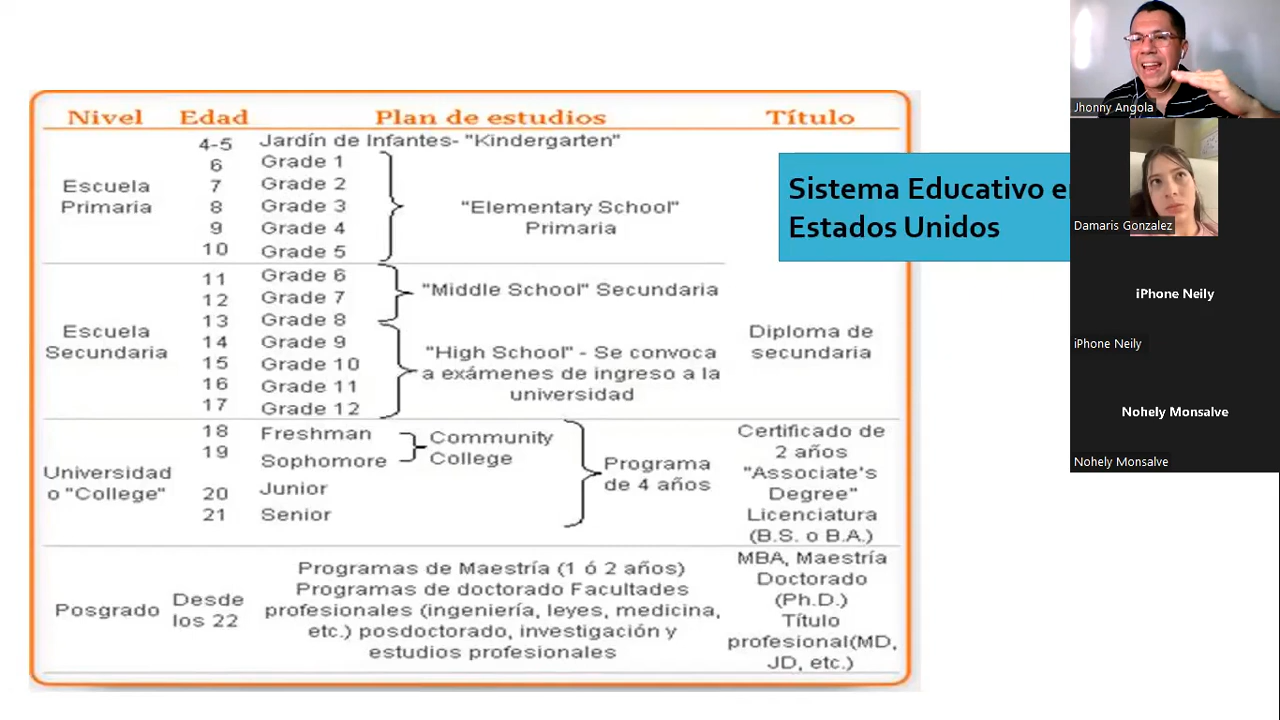 Nivel Edad Plan de estudios Título
4-5 Jardín de Infantes- "Kindergarten"
6 Grade 1
7 Grade 2
8 Grade 3
9 Grade 4
10 Grade 5
Escuela
Primaria
"Elementary School"
Primaria
11 Grade 6
12 Grade 7
13 Grade 8
14 Grade 9
15 Grade 10
16 Grade 11
17 Grade 12
Escuela
Secundaria
"Middle School" Secundaria
"High School" - Se convoca
a exámenes de ingreso a la
universidad
Diploma de
secundaria
18 Freshman
19 Sophomore
20 Junior
21 Senior
Universidad
o "College"
Community
College
Programa
de 4 años
Certificado de
2 años
"Associate's
Degree"
Licenciatura
(B.S. o B.A.)
Posgrado
Desde
los 22
Programas de Maestría (1 ó 2 años)
Programas de doctorado Facultades
profesionales (ingeniería, leyes, medicina,
etc.) posdoctorado, investigación y
estudios profesionales
MBA, Maestría
Doctorado
(Ph.D.)
Título
profesional(MD,
JD, etc.)
Sistema Educativo e
Estados Unidos
Jhonny Angola
Damaris Gonzalez
iPhone Neily
iPhone Neily
Nohely Monsalve
Nohely Monsalve